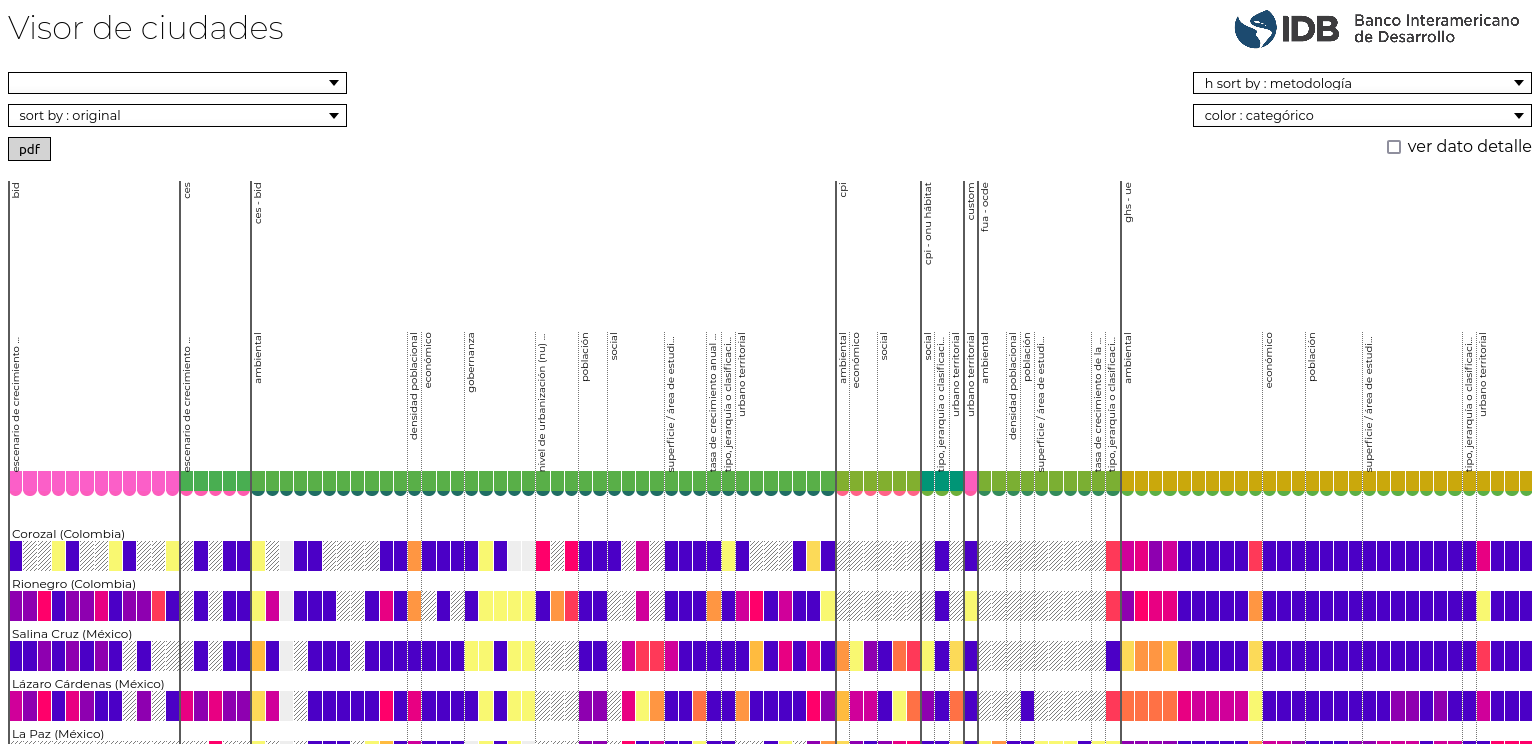 Visor de ciudades
IDB
Banco Interamericano
de Desarrollo
sort by : original
h sort by : metodología
color : categórico
pdf
ver dato detalle
bid
ces
ces - bid
cpi
cpi - onu hábitat
custom
fua - ocde
ghs - ue
escenario de crecimiento ...
escenario de crecimiento ...
ambiental
densidad poblacional
económico
gobernanza
nivel de urbanización (nu) ...
población
social
superficie / área de estudi...
tasa de crecimiento anual ...
tipo, jerarquía o clasificaci...
urbano territorial
ambiental
económico
social
social
tipo, jerarquía o clasificaci...
urbano territorial
urbano territorial
ambiental
densidad poblacional
población
superficie / área de estudi...
tasa de crecimiento de la ...
tipo, jerarquía o clasificaci...
ambiental
económico
población
superficie / área de estudi...
tipo, jerarquía o clasificaci...
urbano territorial
Corozal (Colombia)
Rionegro (Colombia)
Salina Cruz (México)
Lázaro Cárdenas (México)
La Paz (México)